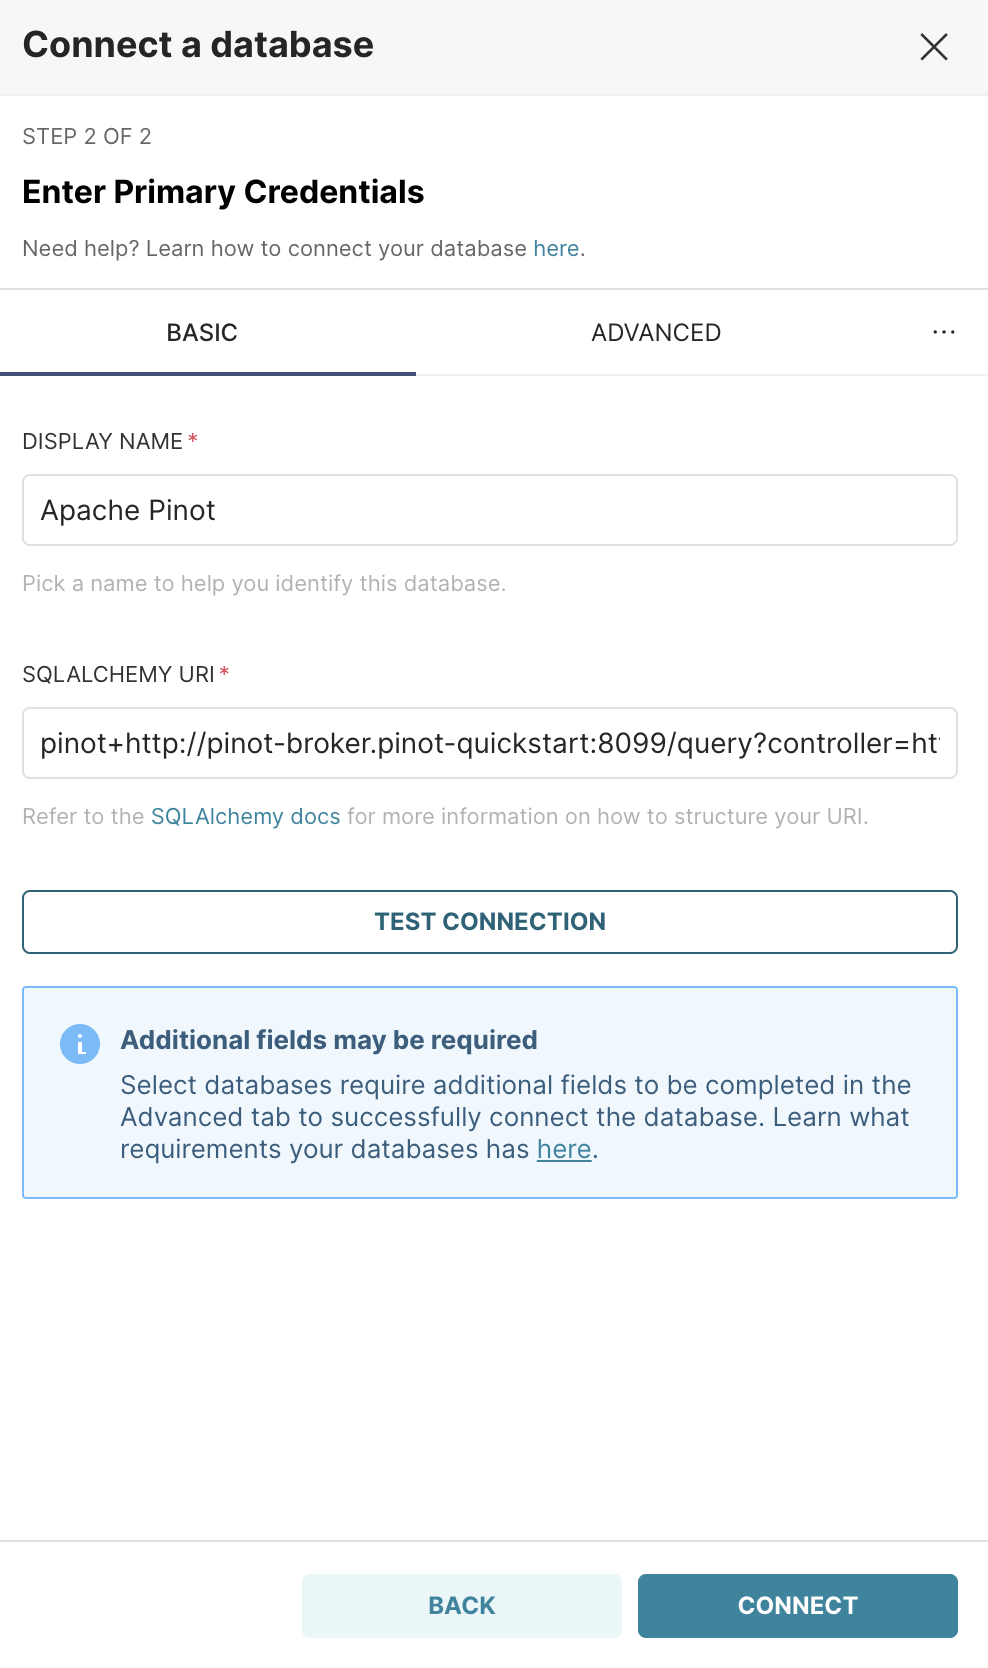 Connect a database
STEP 2 OF 2
Enter Primary Credentials
Need help? Learn how to connect your database here.
BASIC
ADVANCED
...
DISPLAY NAME *
Apache Pinot
Pick a name to help you identify this database.
SQLALCHEMY URI *
pinot+http://pinot-broker.pinot-quickstart:8099/query?controller=ht
Refer to the SQLAlchemy docs for more information on how to structure your URI.
TEST CONNECTION
Additional fields may be required
Select databases require additional fields to be completed in the
Advanced tab to successfully connect the database. Learn what
requirements your databases has here.
BACK
CONNECT